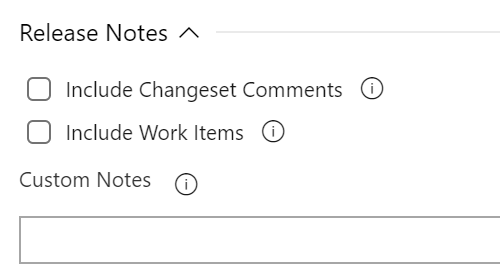 Release Notes
Include Changeset Comments
Include Work Items
Custom Notes